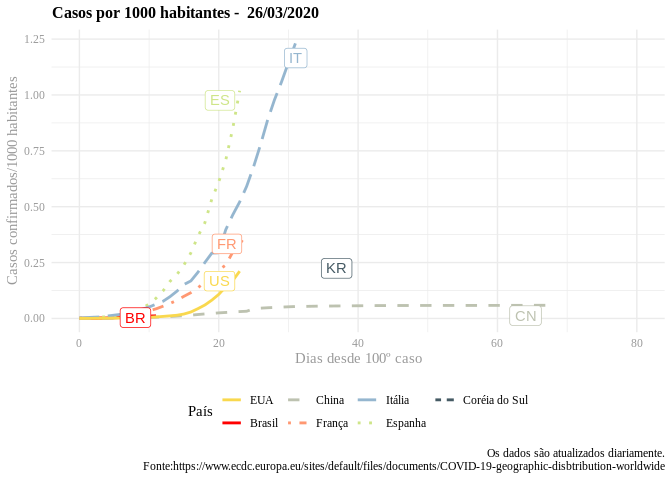 Casos por 1000 habitantes - 26/03/2020
Casos confirmados/1000 habitantes
1.25
1.00
0.75
0.50
0.25
0.00
IT
ES
FR
KR
US
BR
CN
0
20
40
60
80
Dias desde 100º caso
País
EUA
China
Itália
Coréia do Sul
Brasil
França
Espanha
Os dados são atualizados diariamente.
Fonte:https://www.ecdc.europa.eu/sites/default/files/documents/COVID-19-geographic-disbtribution-worldwide